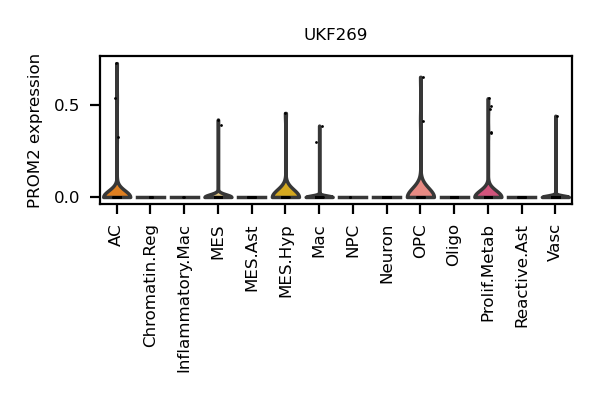 UKF269
PROM2 expression
0.5
0.0
AC
Chromatin.Reg
Inflammatory.Mac
MES
MES.Ast
MES.Hyp
Mac
NPC
Neuron
OPC
Oligo
Prolif.Metab
Reactive.Ast
Vasc